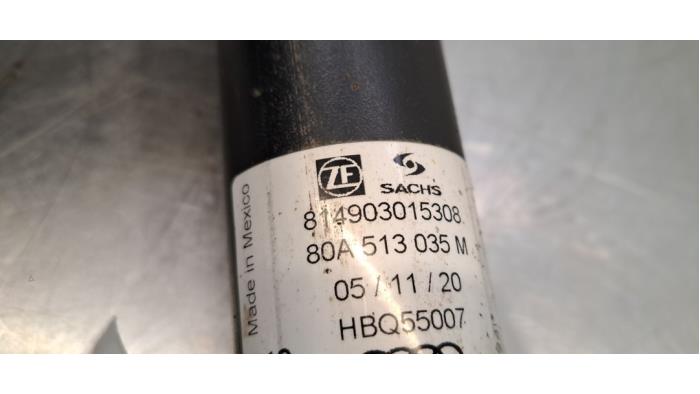 ZF SACHS
814903015308
80A 513 035 M
05 / 11 / 20
HBQ55007
Made in Mexico